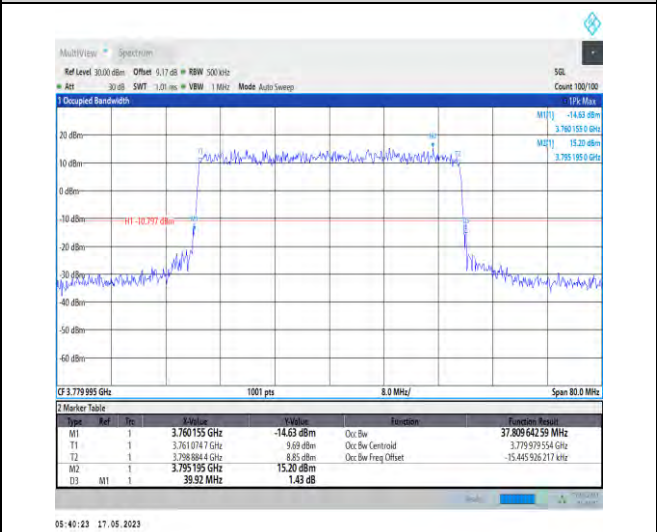 MultiView Spectrum
Ref Level 30.00 dBm Offset 9.17 dB RBW 500 kHz SGL
Att 30 dB SWT 1.01 ms VBW 1 MHz Mode Auto Sweep Count 100/100
1 Occupied Bandwidth 1Pk Max
M1[1] -14.63 dBm
3.760 155 0 GHz
M2[1] 15.20 dBm
3.795 195 0 GHz
20 dBm
10 dBm
0 dBm
-10 dBm
H1 -10.797 dBm
-20 dBm
-30 dBm
-40 dBm
-50 dBm
-60 dBm
T1
M2
T2
M1
CF 3.779 995 GHz 1001 pts 8.0 MHz/ Span 80.0 MHz
2 Marker Table
Type Ref Trc X-Value Y-Value Function Function Result
M1 1 3.760 155 GHz -14.63 dBm Occ Bw 37.809 642 59 MHz
T1 1 3.761 074 7 GHz 9.69 dBm Occ Bw Centroid 3.779 979 554 GHz
T2 1 3.798 884 4 GHz 8.85 dBm Occ Bw Freq Offset -15.445 926 217 kHz
M2 1 3.795 195 GHz 15.20 dBm
D3 M1 1 39.92 MHz 1.43 dB
05:40:23 17.05.2023